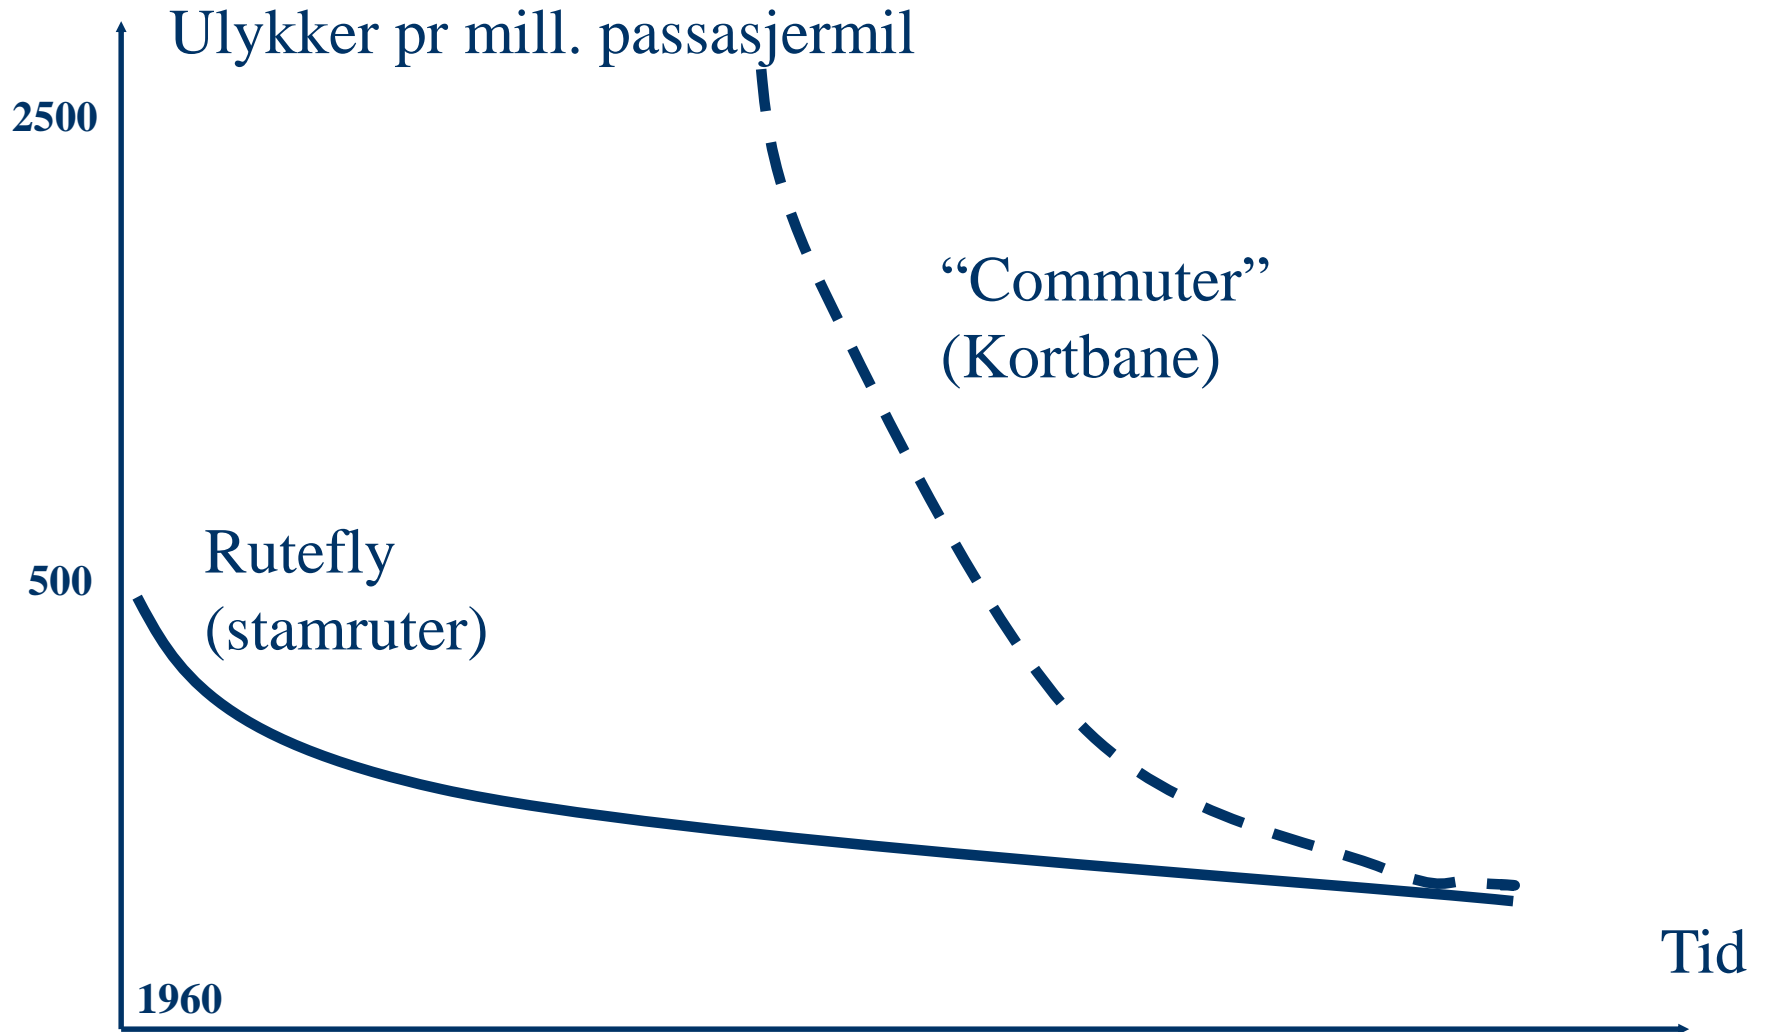 Ulykker pr mill. passasjermil
2500
“Commuter”
(Kortbane)
Rutefly
500
(stamruter)
Tid
1960